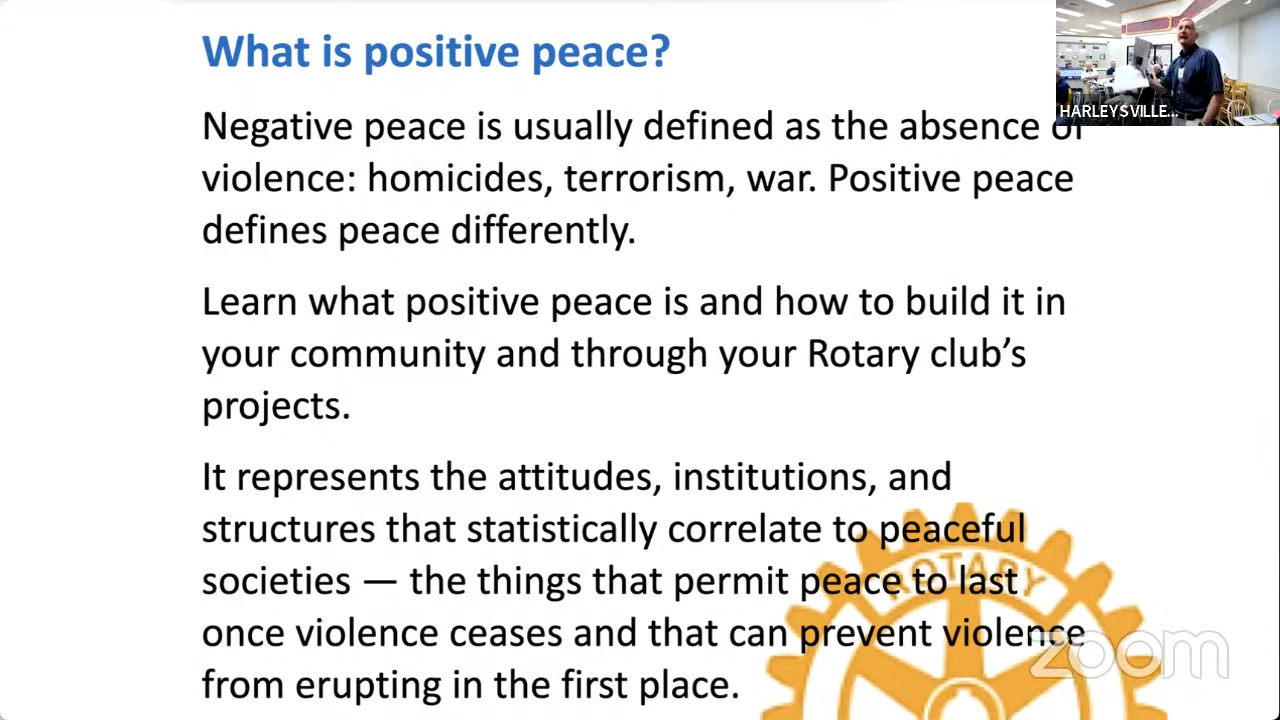 What is positive peace?
HARLEYSVILLE...
Negative peace is usually defined as the absence of
violence: homicides, terrorism, war. Positive peace
defines peace differently.
Learn what positive peace is and how to build it in
your community and through your Rotary club’s
projects.
It represents the attitudes, institutions, and
structures that statistically correlate to peaceful
societies — the things that permit peace to last
once violence ceases and that can prevent violence
from erupting in the first place.
ROTARY
zoom